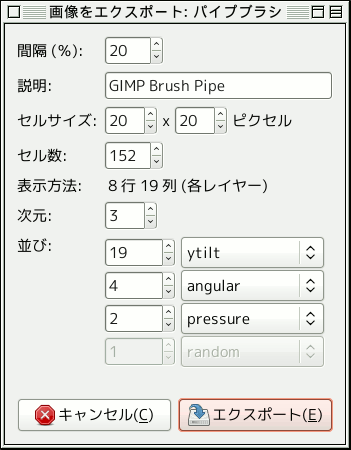 画像をエクスポート: パイプブラシ
間隔 (%): 20
説明: GIMP Brush Pipe
セルサイズ: 20 x 20 ピクセル
セル数: 152
表示方法: 8 行 19 列 (各レイヤー)
次元: 3
並び: 19 ytilt
4 angular
2 pressure
1 random
キャンセル(C) エクスポート(E)